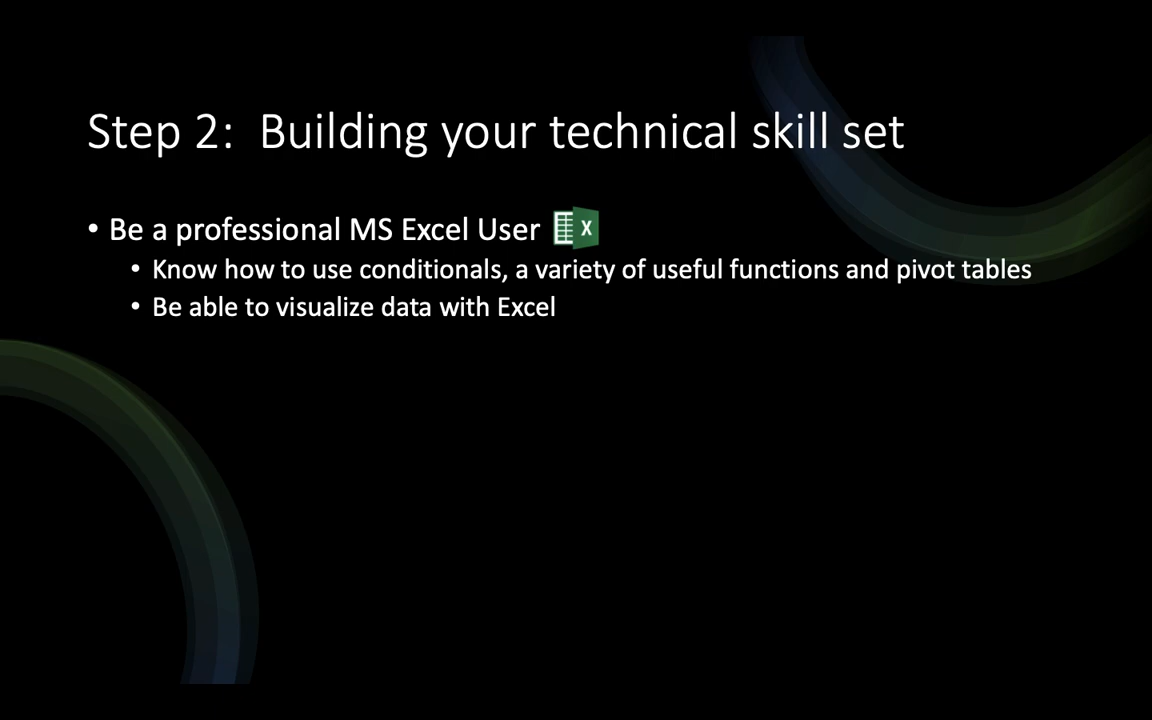 Step 2:  Building your technical skill set
• Be a professional MS Excel User
X
• Know how to use conditionals, a variety of useful functions and pivot tables
• Be able to visualize data with Excel